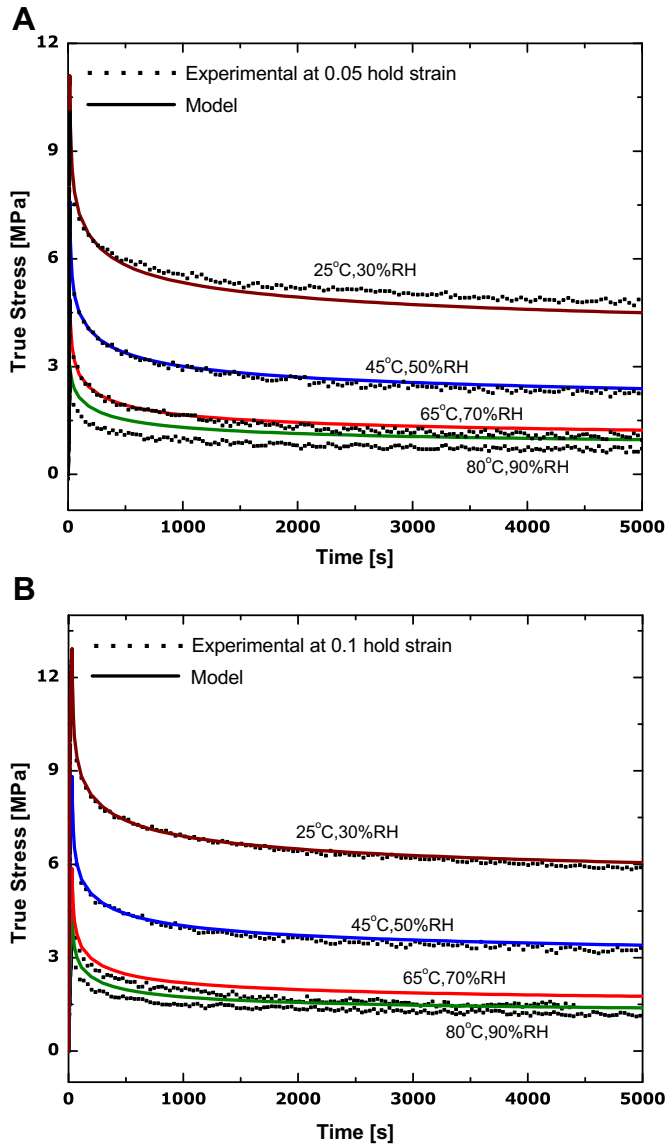 A
12
Experimental at 0.05 hold strain
Model
9
True Stress [MPa]
6
25°C,30%RH
3
45°C,50%RH
65°C,70%RH
0
80°C,90%RH
0 1000 2000 3000 4000 5000
Time [s]
B
Experimental at 0.1 hold strain
Model
12
9
True Stress [MPa]
25°C,30%RH
6
45°C,50%RH
3
65°C,70%RH
80°C,90%RH
0
0 1000 2000 3000 4000 5000
Time [s]